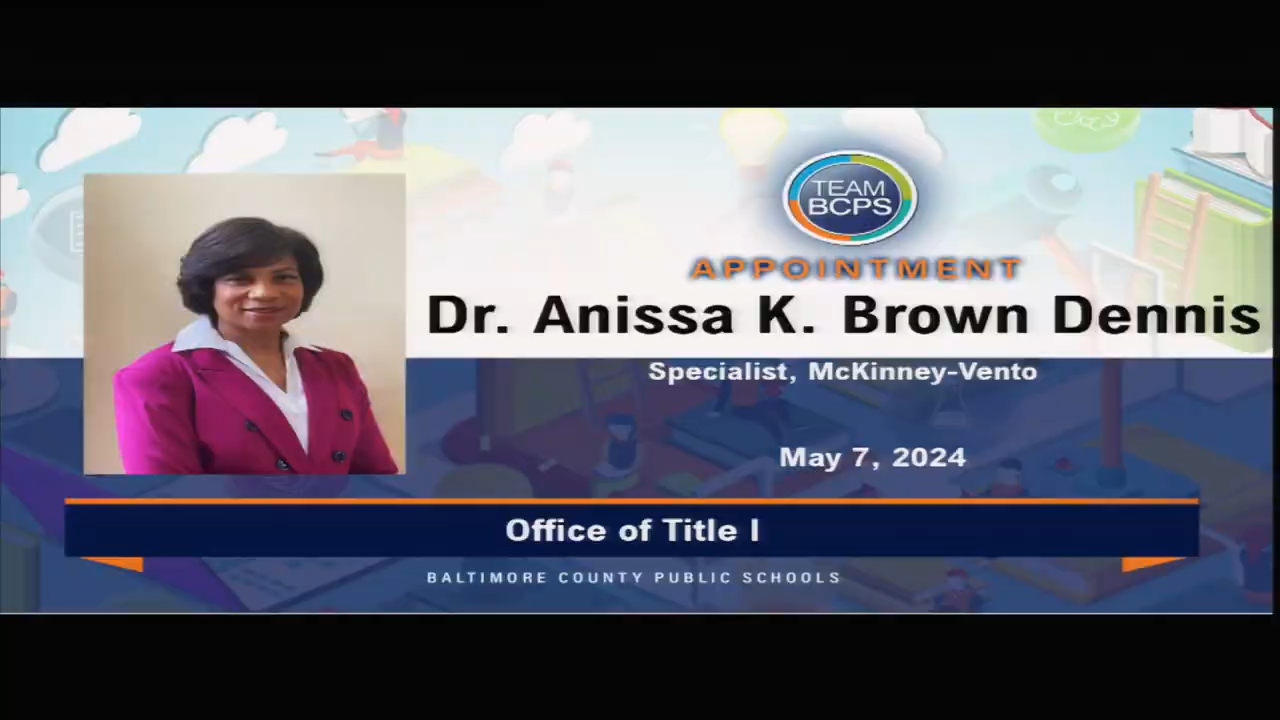 TEAM
BCPS
APPOINTMENT
Dr. Anissa K. Brown Dennis
Specialist, McKinney-Vento
May 7, 2024
Office of Title I
BALTIMORE COUNTY PUBLIC SCHOOLS